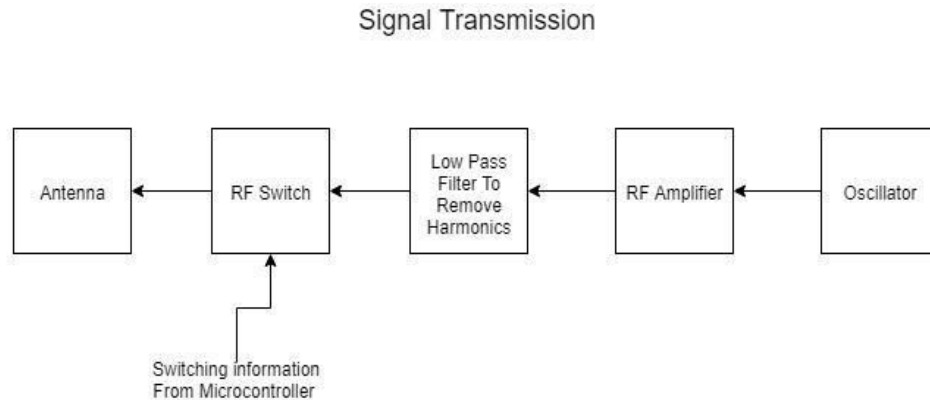 Signal Transmission
Antenna
RF Switch
Low Pass
Filter To
Remove
Harmonics
RF Amplifier
Oscillator
Switching information
From Microcontroller